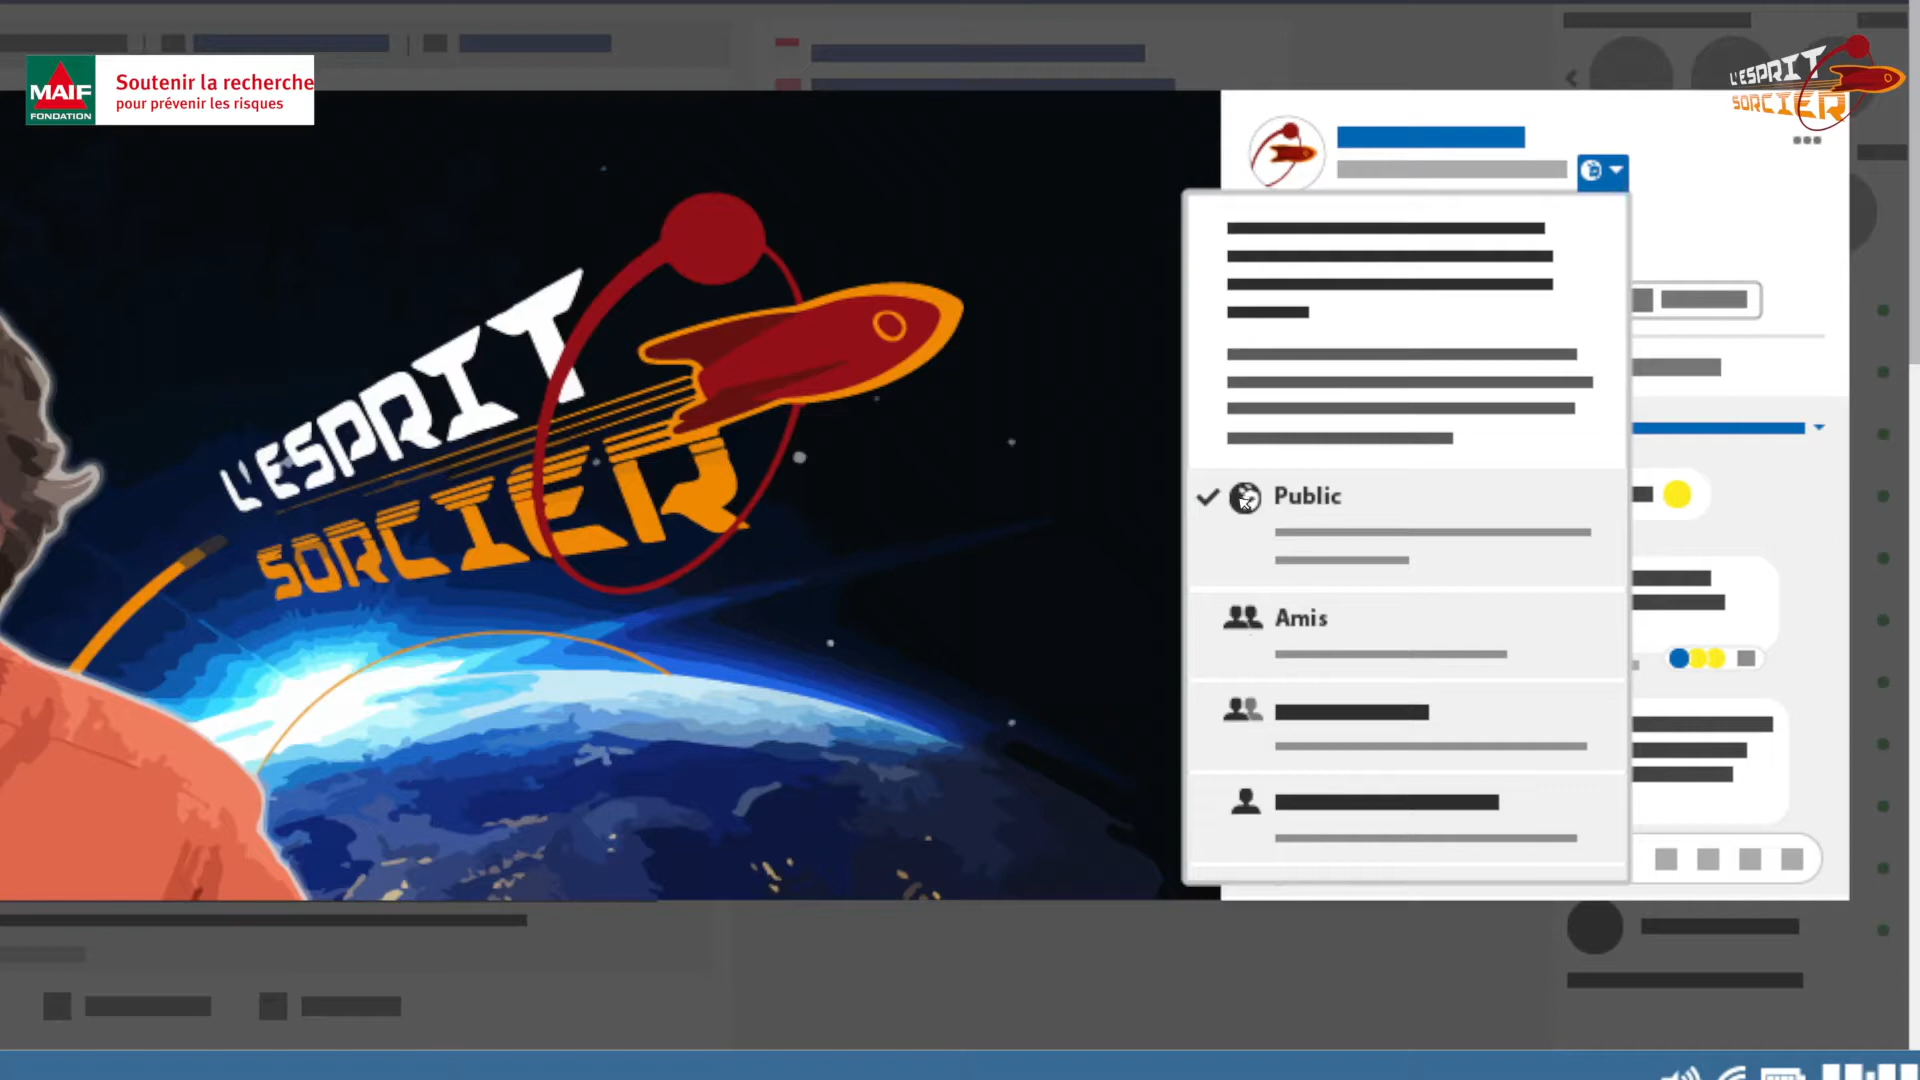 MAIF
FONDATION
Soutenir la recherche
pour prévenir les risques
L'ESPRIT
SORCIER
L'ESPRIT
SORCIER
Public
Amis